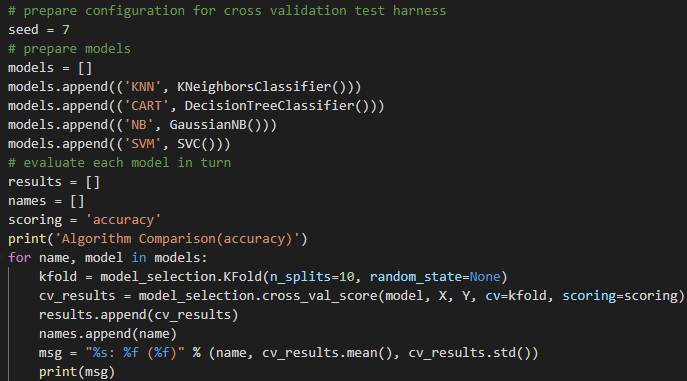 # prepare configuration for cross validation test harness
seed = 7
# prepare models
models = []
models.append(('KNN', KNeighborsClassifier()))
models.append(('CART', DecisionTreeClassifier()))
models.append(('NB', GaussianNB()))
models.append(('SVM', SVC()))
# evaluate each model in turn
results = []
names = []
scoring = 'accuracy'
print('Algorithm Comparison(accuracy)')
for name, model in models:
    kfold = model_selection.KFold(n_splits=10, random_state=None)
    cv_results = model_selection.cross_val_score(model, X, Y, cv=kfold, scoring=scoring)
    results.append(cv_results)
    names.append(name)
    msg = "%s: %f (%f)" % (name, cv_results.mean(), cv_results.std())
    print(msg)